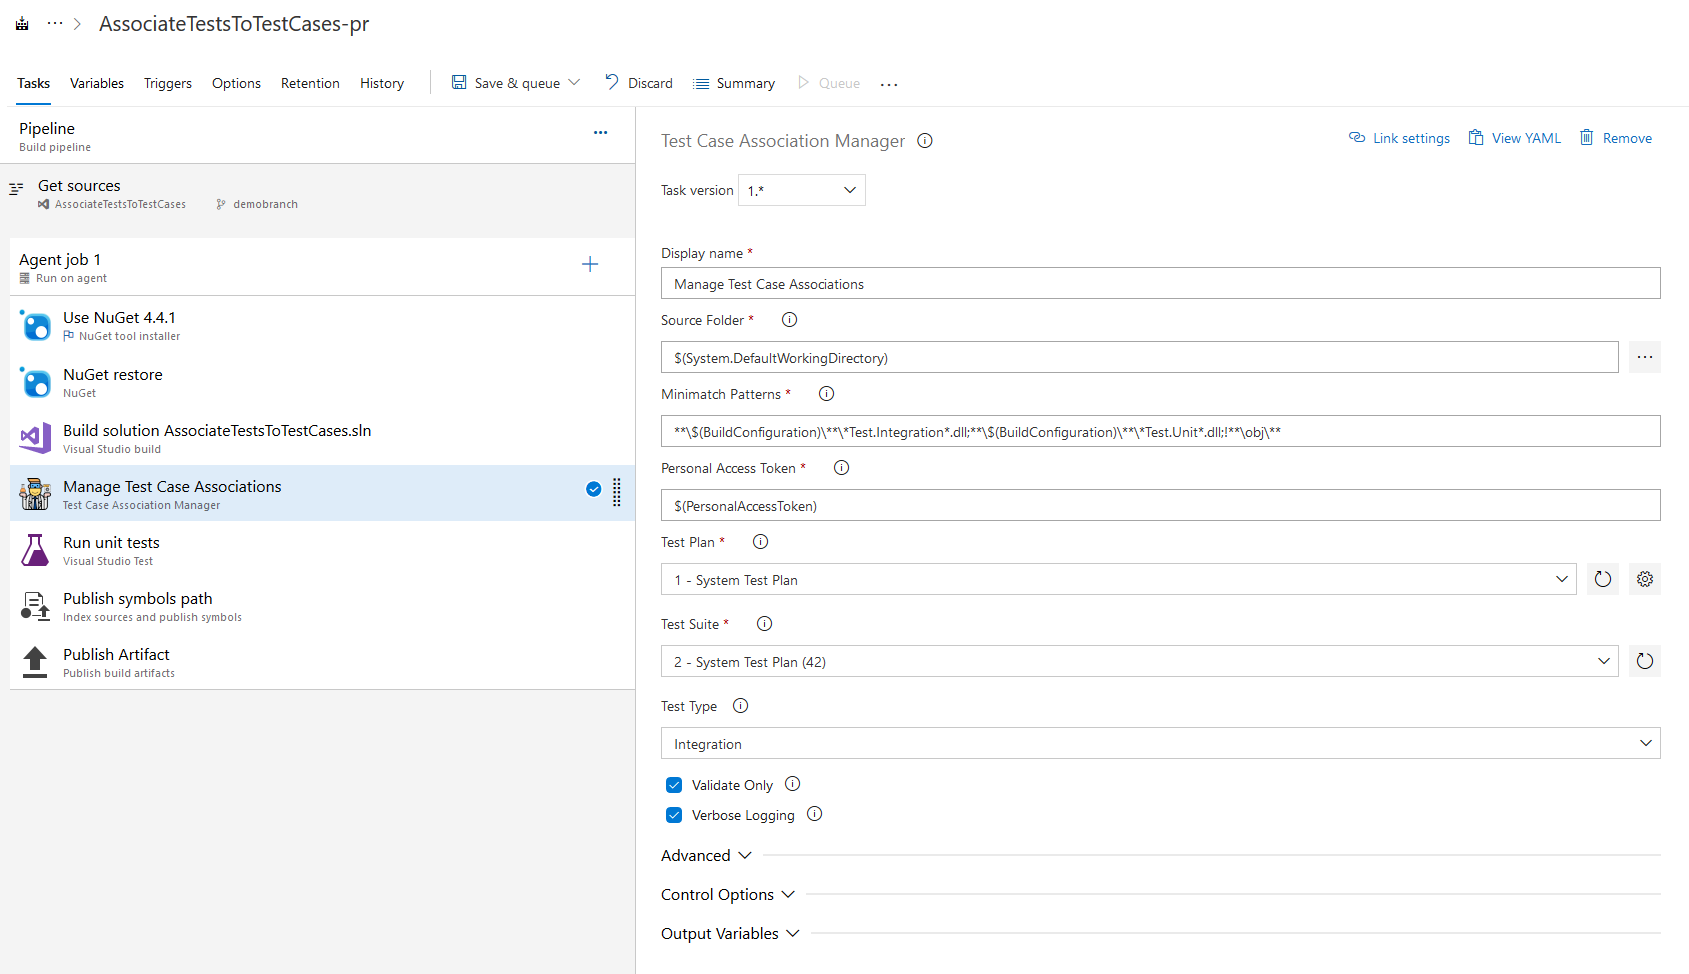 ··· > AssociateTestsToTestCases-pr
Tasks Variables Triggers Options Retention History Save & queue Discard Summary Queue ...
Pipeline
Build pipeline
Get sources
AssociateTestsToTestCases demobranch
Agent job 1
Run on agent
Use NuGet 4.4.1
NuGet tool installer
NuGet restore
NuGet
Build solution AssociateTestsToTestCases.sln
Visual Studio build
Manage Test Case Associations
Test Case Association Manager
Run unit tests
Visual Studio Test
Publish symbols path
Index sources and publish symbols
Publish Artifact
Publish build artifacts
Test Case Association Manager
Link settings View YAML Remove
Task version 1.*
Display name *
Manage Test Case Associations
Source Folder *
$(System.DefaultWorkingDirectory)
Minimatch Patterns *
**\$(BuildConfiguration)\**\*Test.Integration*.dll;**\$(BuildConfiguration)\**\*Test.Unit*.dll;!**\obj\**
Personal Access Token *
$(PersonalAccessToken)
Test Plan *
1 - System Test Plan
Test Suite *
2 - System Test Plan (42)
Test Type
Integration
Validate Only
Verbose Logging
Advanced
Control Options
Output Variables